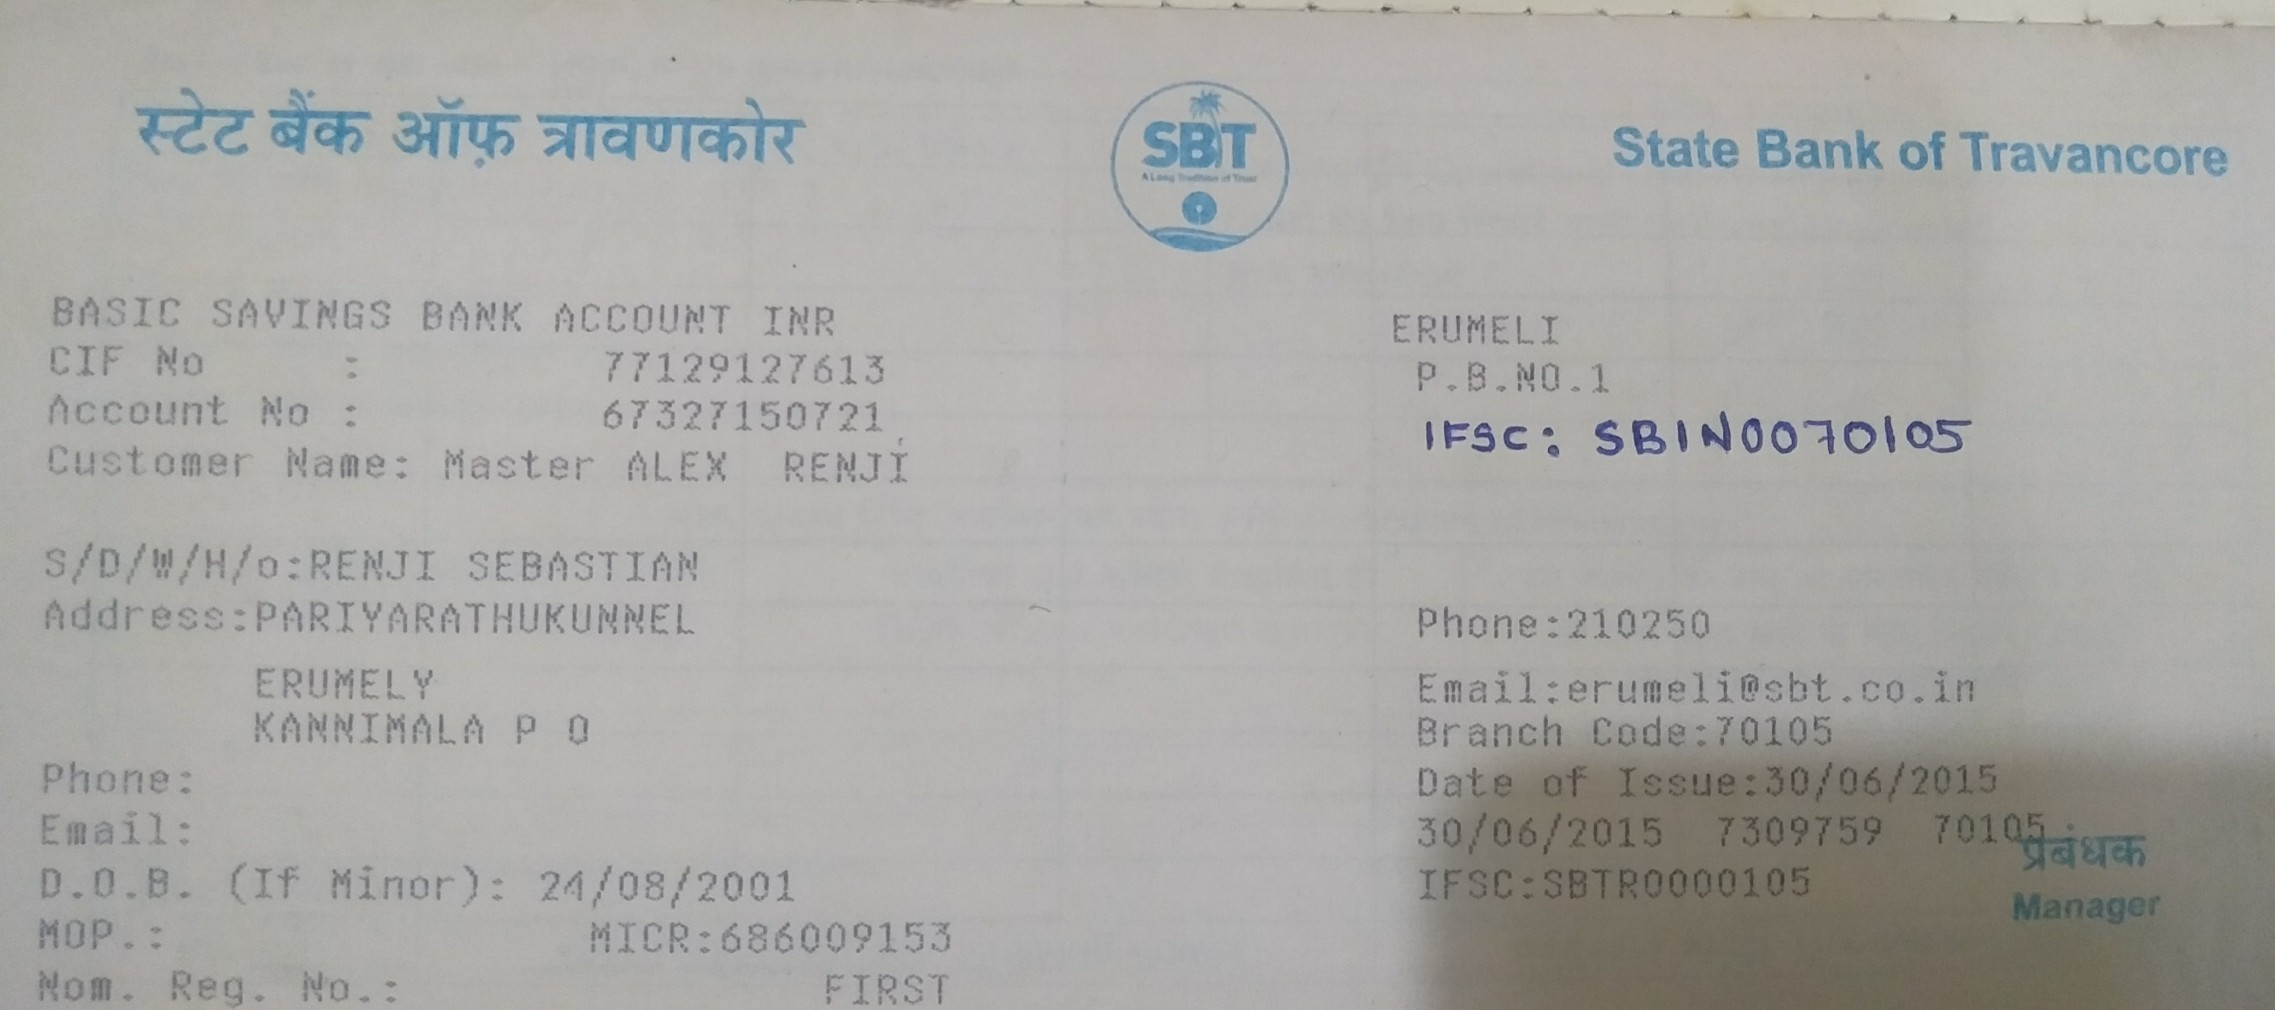 स्टेट बैंक ऑफ़ त्रावणकोर
SBT
A Long Tradition of Trust
State Bank of Travancore
BASIC SAVINGS BANK ACCOUNT INR
CIF No : 77129127613
Account No : 67327150721
Customer Name: Master ALEX RENJI
S/D/W/H/o:RENJI SEBASTIAN
Address:PARIYARATHUKUNNEL
ERUMELY
KANNIMALA P O
Phone:
Email:
D.O.B. (If Minor): 24/08/2001
MOP.: MICR:686009153
Nom. Reg. No.: FIRST
ERUMELI
P.B.NO.1
IFSC: SBIN0070105
Phone:210250
Email:erumeli@sbt.co.in
Branch Code:70105
Date of Issue:30/06/2015
30/06/2015 7309759 70105
IFSC:SBTR0000105
प्रबंधक
Manager